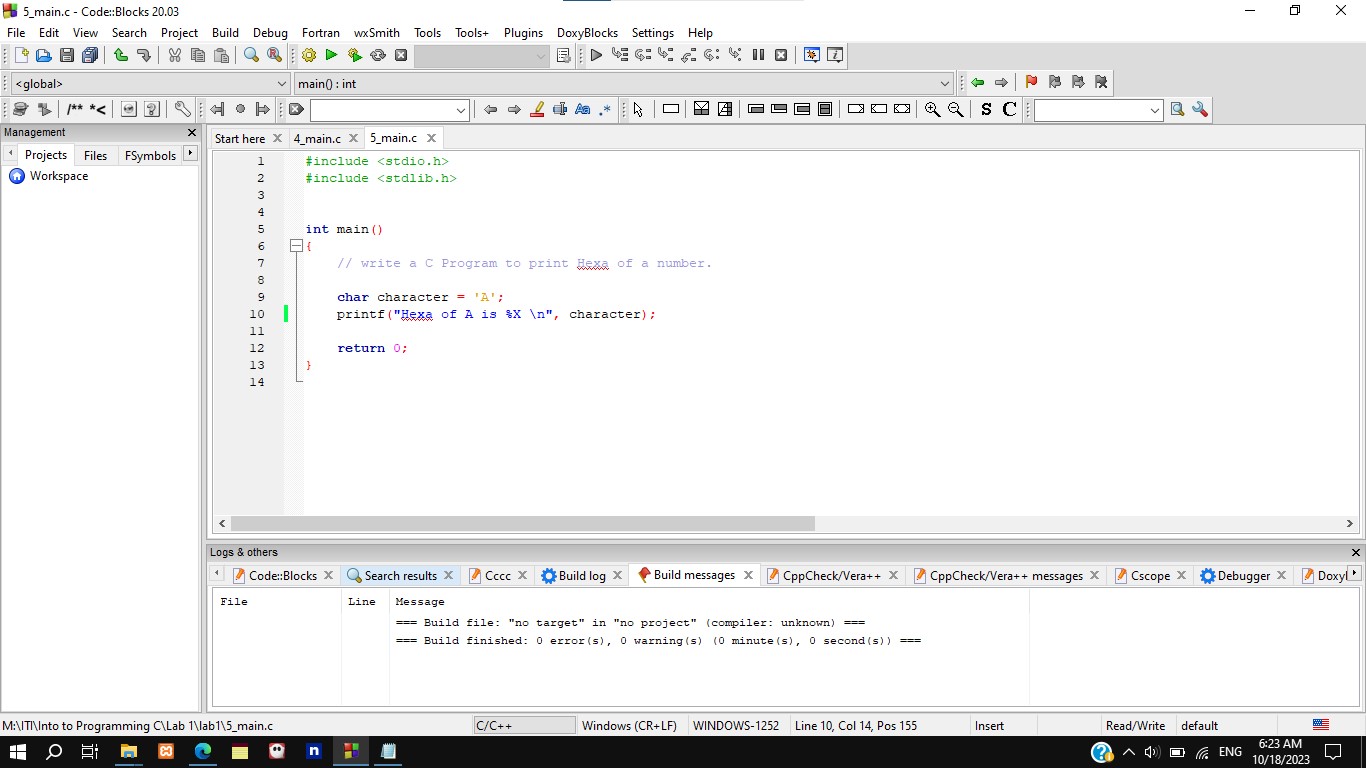 5_main.c - Code::Blocks 20.03
File Edit View Search Project Build Debug Fortran wxSmith Tools Tools+ Plugins DoxyBlocks Settings Help
<global> main() : int
/** *< Aa .* S C
Management
Projects Files FSymbols
Workspace
Start here 4_main.c 5_main.c
1 #include <stdio.h>
2 #include <stdlib.h>
3
4
5 int main()
6 {
7 // write a C Program to print Hexa of a number.
8
9 char character = 'A';
10 printf("Hexa of A is %X \n", character);
11
12 return 0;
13 }
14
Logs & others
Code::Blocks Search results Cccc Build log Build messages CppCheck/Vera++ CppCheck/Vera++ messages Cscope Debugger Doxyl
File Line Message
=== Build file: "no target" in "no project" (compiler: unknown) ===
=== Build finished: 0 error(s), 0 warning(s) (0 minute(s), 0 second(s)) ===
M:\ITI\Into to Programming C\Lab 1\lab1\5_main.c C/C++ Windows (CR+LF) WINDOWS-1252 Line 10, Col 14, Pos 155 Insert Read/Write default
n ENG 6:23 AM
10/18/2023